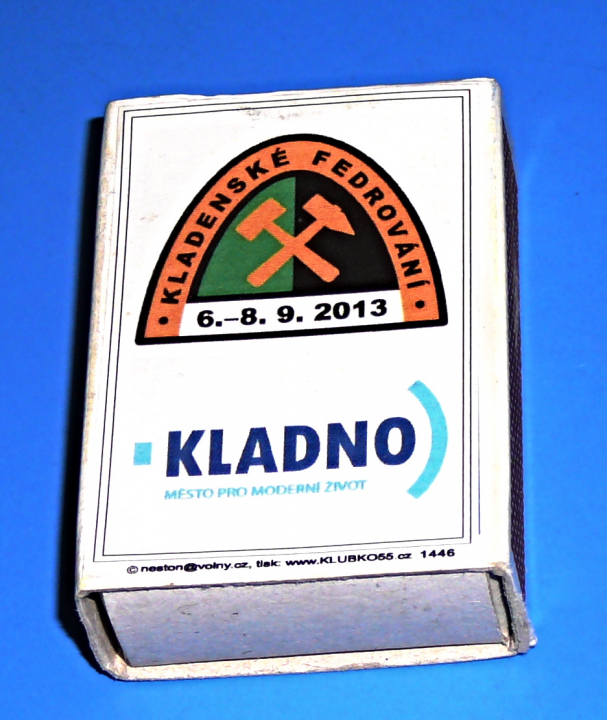 KLADENSKÉ FEDROVÁNÍ
6.–8. 9. 2013
KLADNO
MĚSTO PRO MODERNÍ ŽIVOT
© neston@volny.cz, tisk: www.KLUBKO55.cz 1446